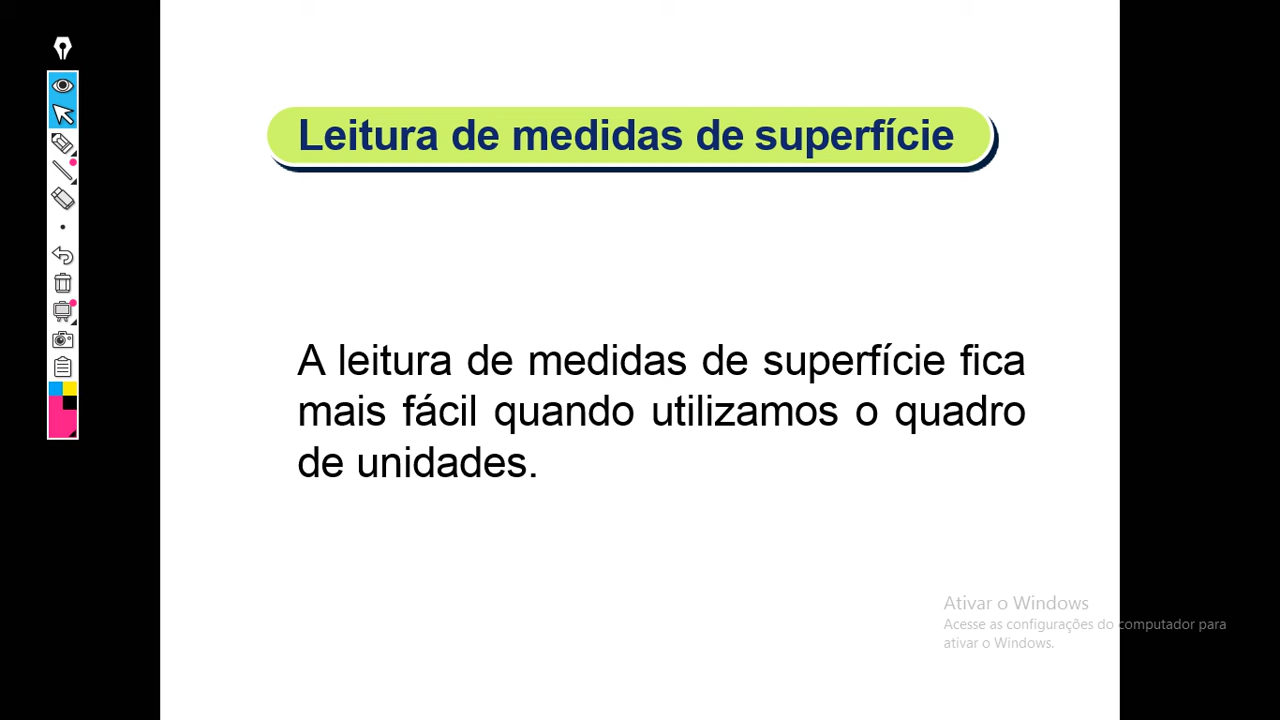 Leitura de medidas de superfície
A leitura de medidas de superfície fica
mais fácil quando utilizamos o quadro
de unidades.
Ativar o Windows
Acesse as configurações do computador para
ativar o Windows.